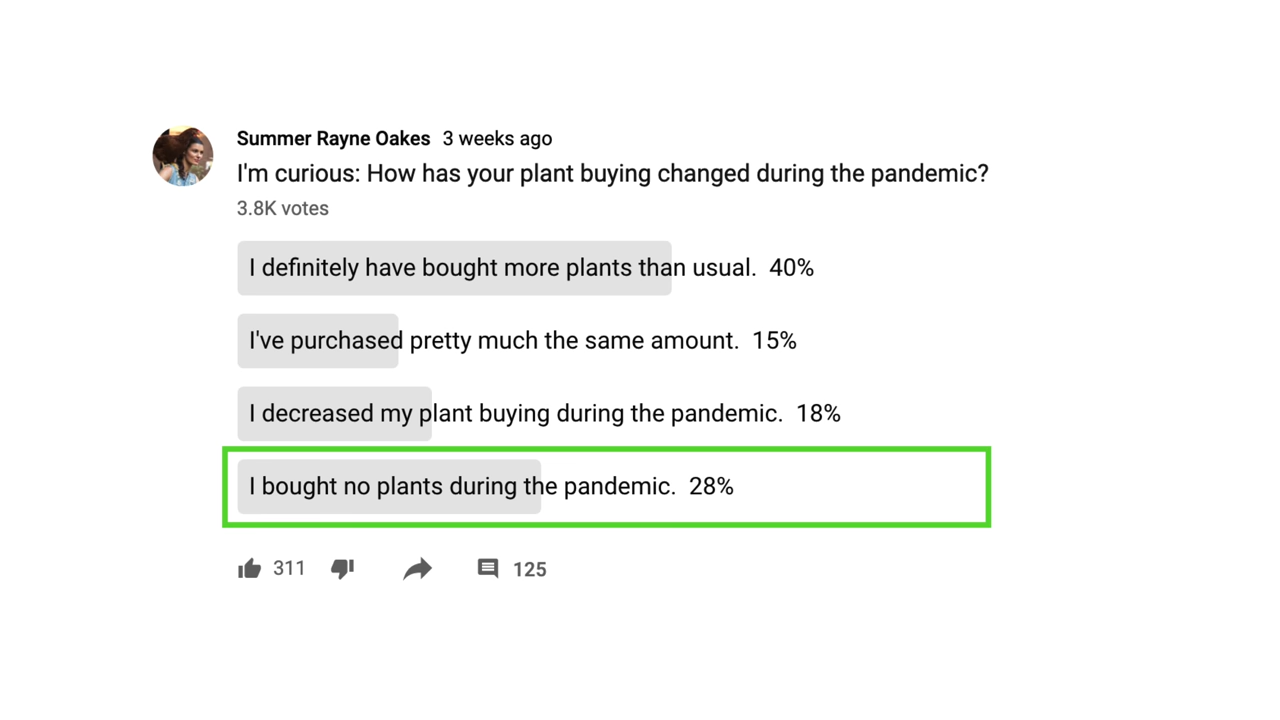 Summer Rayne Oakes 3 weeks ago
I'm curious: How has your plant buying changed during the pandemic?
3.8K votes
I definitely have bought more plants than usual. 40%
I've purchased pretty much the same amount. 15%
I decreased my plant buying during the pandemic. 18%
I bought no plants during the pandemic. 28%
311 125